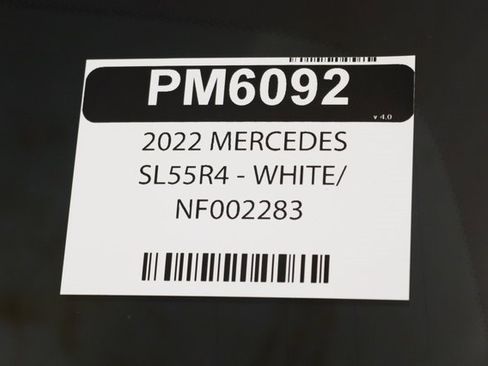 PM6092
v 4.0
2022 MERCEDES
SL55R4 - WHITE/
NF002283